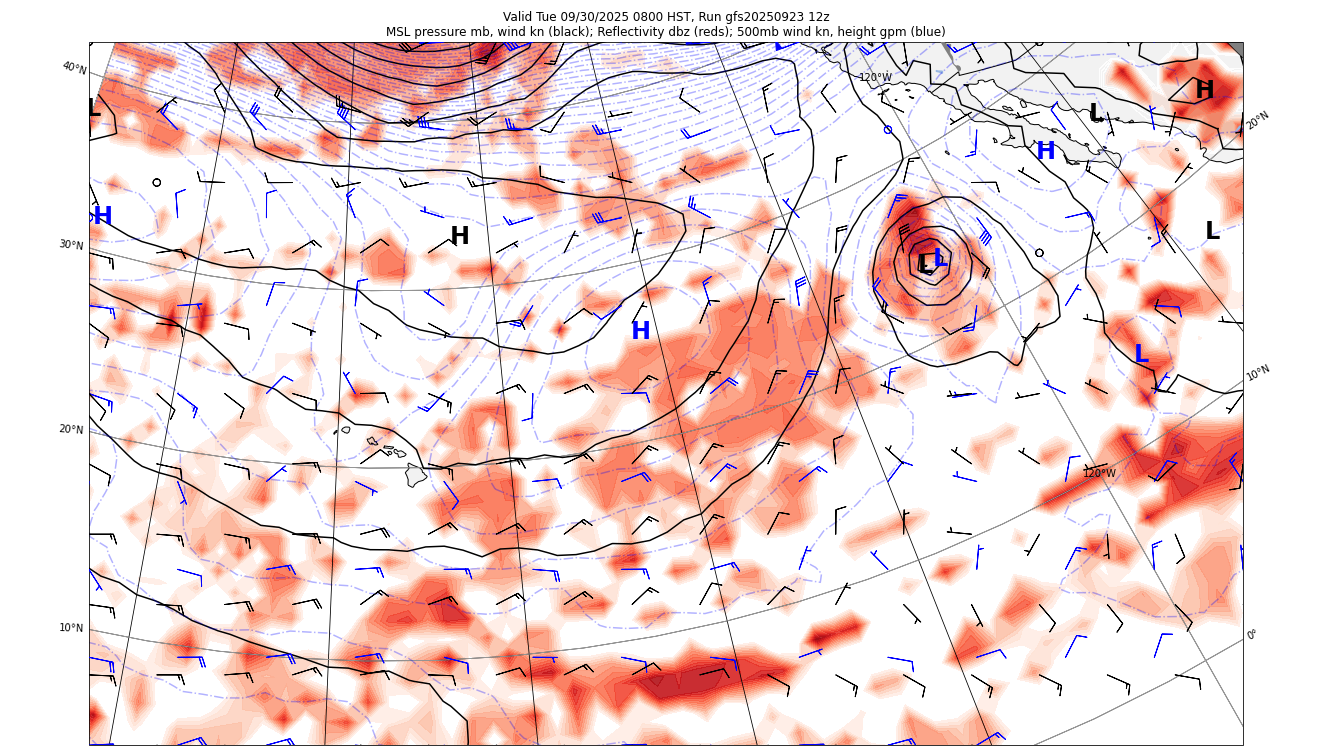 Valid Tue 09/30/2025 0800 HST, Run gfs20250923 12z
MSL pressure mb, wind kn (black); Reflectivity dbz (reds); 500mb wind kn, height gpm (blue)
40°N
120°W
H
L
L
20°N
H
H
L
H
30°N
L
L
H
L
10°N
20°N
120°W
10°N
0°